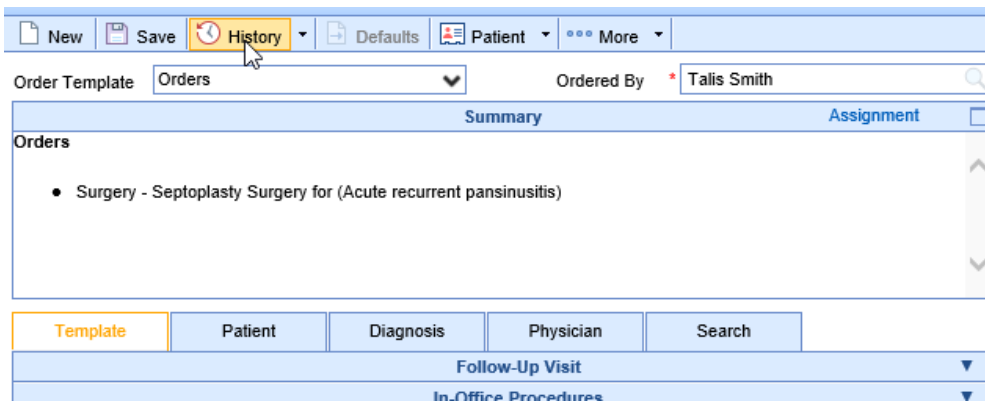 New Save History Defaults Patient More
Order Template Orders Ordered By * Talis Smith
Summary Assignment
Orders
• Surgery - Septoplasty Surgery for (Acute recurrent pansinusitis)
Template Patient Diagnosis Physician Search
Follow-Up Visit
In-Office Procedures